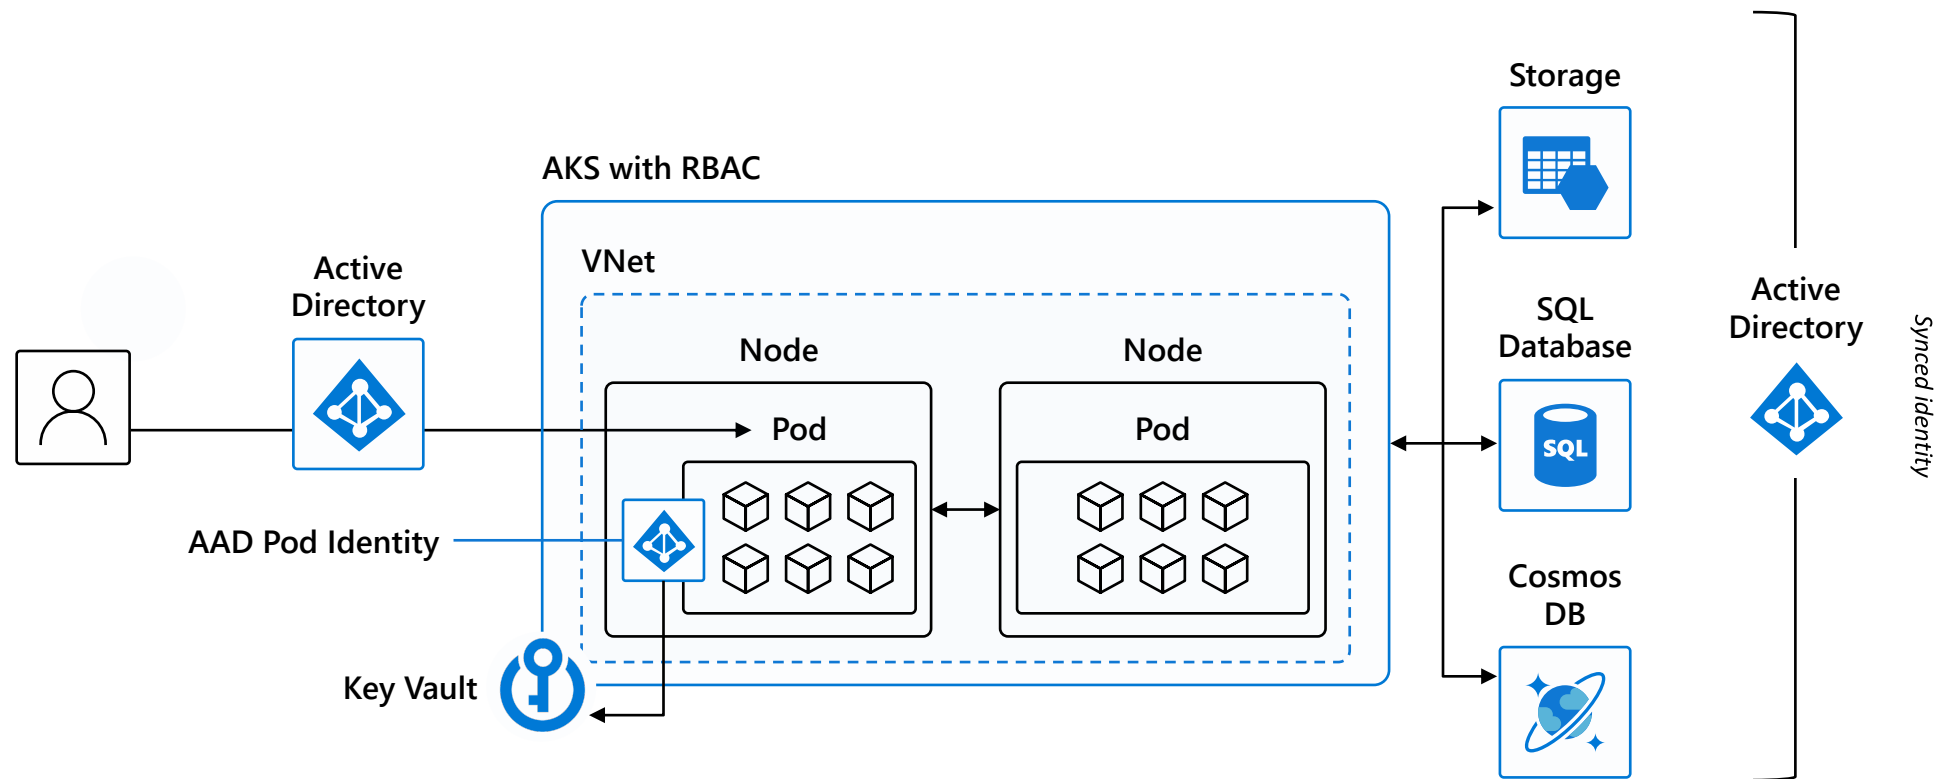 Storage
AKS with RBAC
VNet
Active
Directory
SQL
Database
Active
Directory
Synced identity
Node
Node
Pod
Pod
SQL
AAD Pod Identity
Cosmos
DB
Key Vault